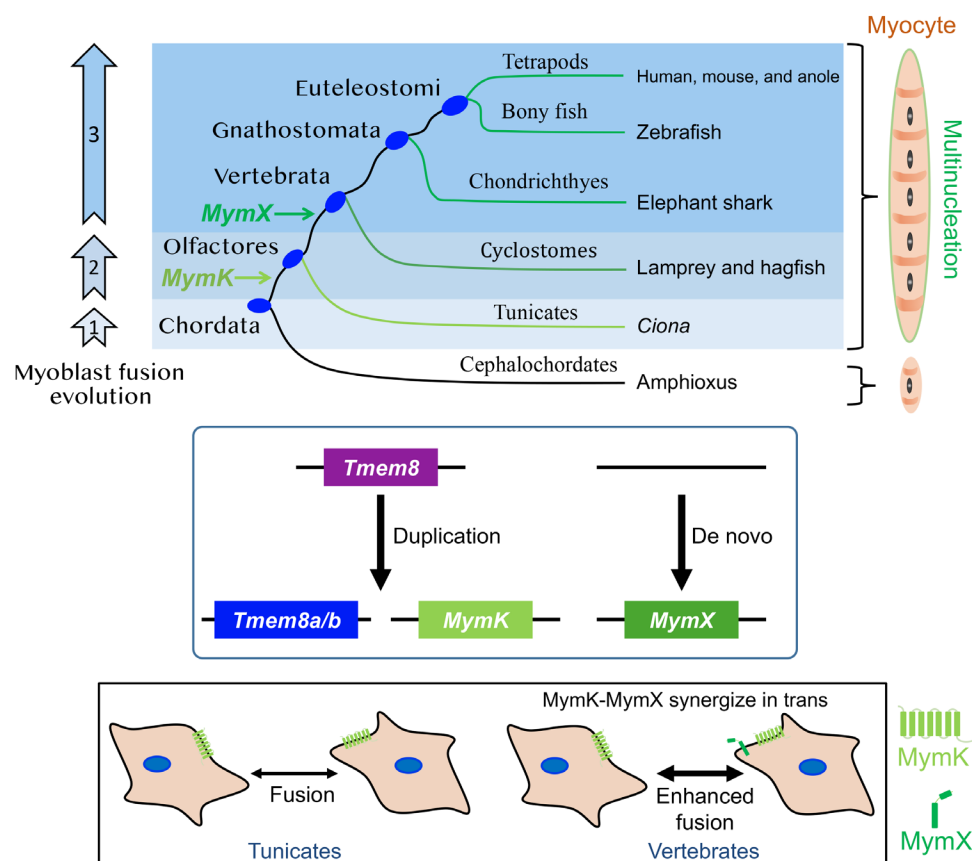 Myocyte
Tetrapods
Human, mouse, and anole
Euteleostomi
Bony fish
Zebrafish
Gnathostomata
3
Multinucleation
Vertebrata
Chondrichthyes
Elephant shark
MymX
Olfactores
Cyclostomes
Lamprey and hagfish
2
MymK
Tunicates
Ciona
Chordata
1
Cephalochordates
Amphioxus
Myoblast fusion
evolution
Tmem8
Duplication
De novo
Tmem8a/b
MymK
MymX
MymK-MymX synergize in trans
MymK
Fusion
Enhanced
fusion
MymX
Tunicates
Vertebrates